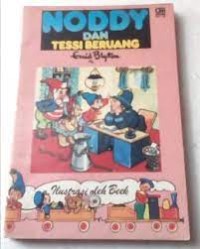 NODDY
DAN
TESSI BERUANG
Enid Blyton
Ilustrasi oleh Beek